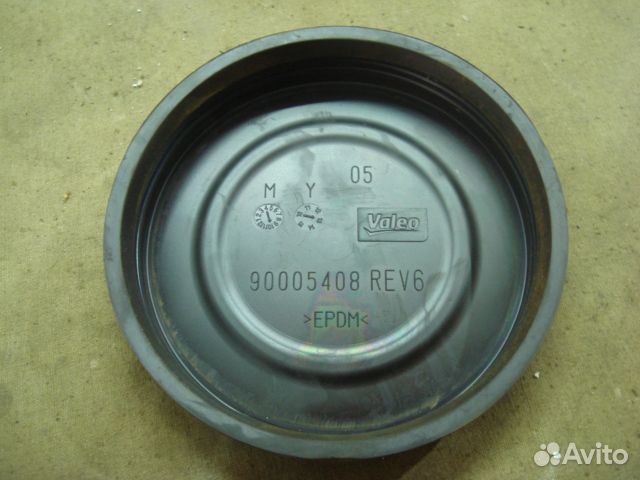 05
M Y
Valeo
90005408 REV6
>EPDM<
Avito